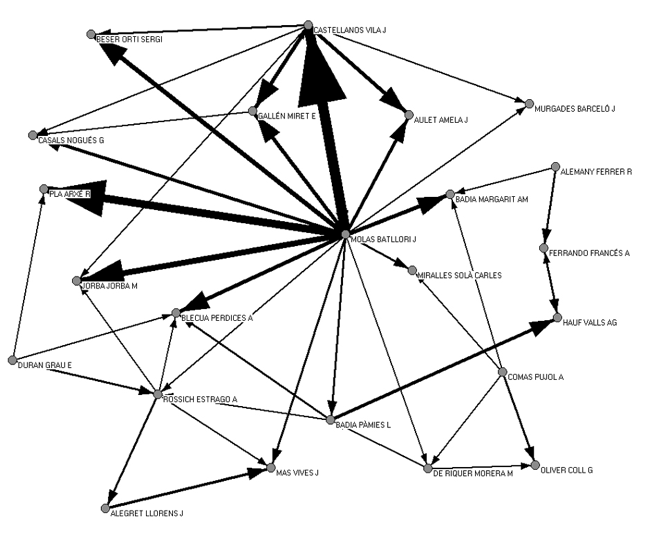 CASTELLANOS VILA J
BESER ORTI SERGI
MURGADES BARCELÓ J
GALLÉN MIRET E
AULET AMELA J
CASALS NOGUÉS G
ALEMANY FERRER R
PLA ARXÉ R
BADIA MARGARIT AM
MOLAS BATLLORI J
FERRANDO FRANCÉS A
MIRALLES SOLÀ CARLES
JORBA JORBA M
BLECUA PERDICES A
HAUF VALLS AG
DURAN GRAU E
COMAS PUJOL A
ROSSICH ESTRAGO A
BADIA PÀMIES L
MAS VIVES J
DE RIQUER MORERA M
OLIVER COLL G
ALEGRET LLORENS J